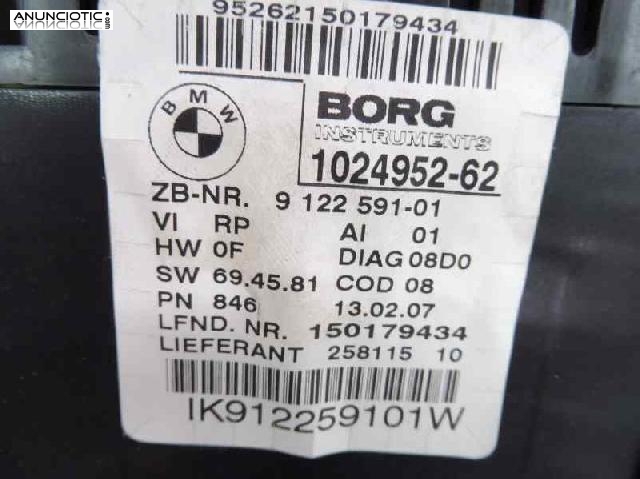 ANUNCIOS
.COM
95262150179434
BMW
BORG
INSTRUMENTS
1024952-62
ZB-NR. 9 122 591-01
VI RP AI 01
HW 0F DIAG 08D0
SW 69.45.81 COD 08
PN 846 13.02.07
LFND. NR. 150179434
LIEFERANT 258115 10
IK912259101W